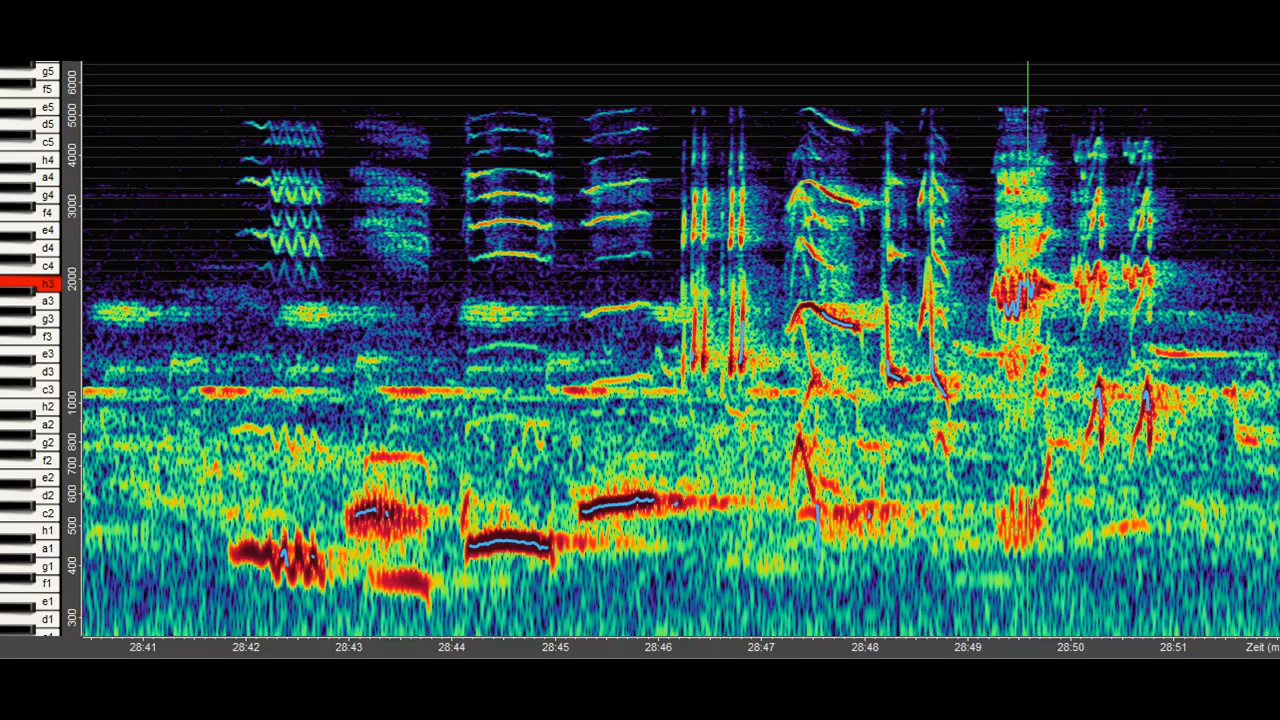 g5
f5
e5
d5
c5
h4
a4
g4
f4
e4
d4
c4
h3
a3
g3
f3
e3
d3
c3
h2
a2
g2
f2
e2
d2
c2
h1
a1
g1
f1
e1
d1
6000
5000
4000
3000
2000
1000
800
700
600
500
400
300
28:41 28:42 28:43 28:44 28:45 28:46 28:47 28:48 28:49 28:50 28:51 Zeit (m